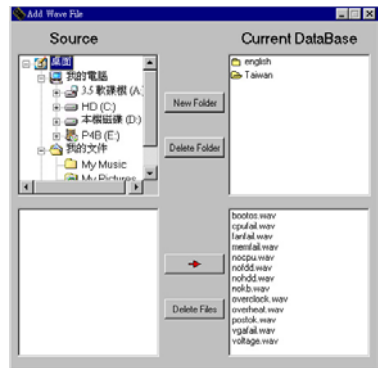 Add Wave File
Source
Current DataBase
桌面
我的電腦
3.5 軟碟機 (A:
HD (C:)
本機磁碟 (D:)
P4B (E:)
我的文件
My Music
My Pictures
New Folder
Delete Folder
english
Taiwan
Delete Files
bootos.wav
cpufail.wav
fanfail.wav
memfail.wav
nocpu.wav
nofdd.wav
nohdd.wav
nokb.wav
overclock.wav
overheat.wav
postok.wav
vgafail.wav
voltage.wav